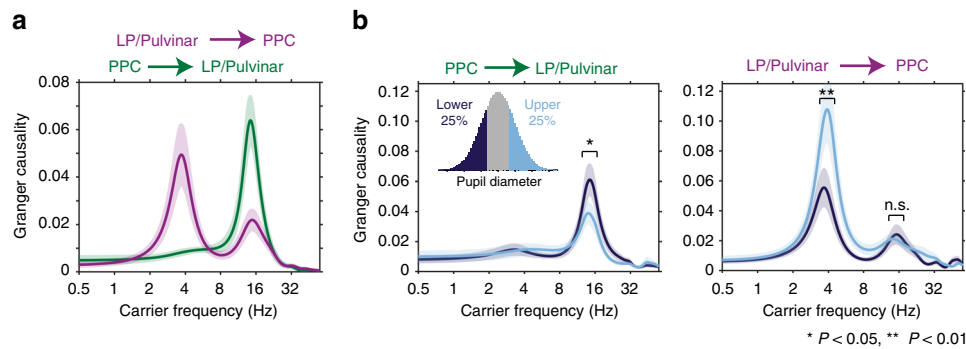 a
LP/Pulvinar PPC
PPC LP/Pulvinar
0.08
0.06
0.04
0.02
0
Granger causality
0.5 1 2 4 8 16 32
Carrier frequency (Hz)
b
PPC LP/Pulvinar
0.12
0.10
0.08
0.06
0.04
0.02
0
Granger causality
Lower
25%
Upper
25%
Pupil diameter
*
0.5 1 2 4 8 16 32
Carrier frequency (Hz)
LP/Pulvinar PPC
0.12
0.10
0.08
0.06
0.04
0.02
0
**
n.s.
0.5 1 2 4 8 16 32
Carrier frequency (Hz)
* P < 0.05, ** P < 0.01